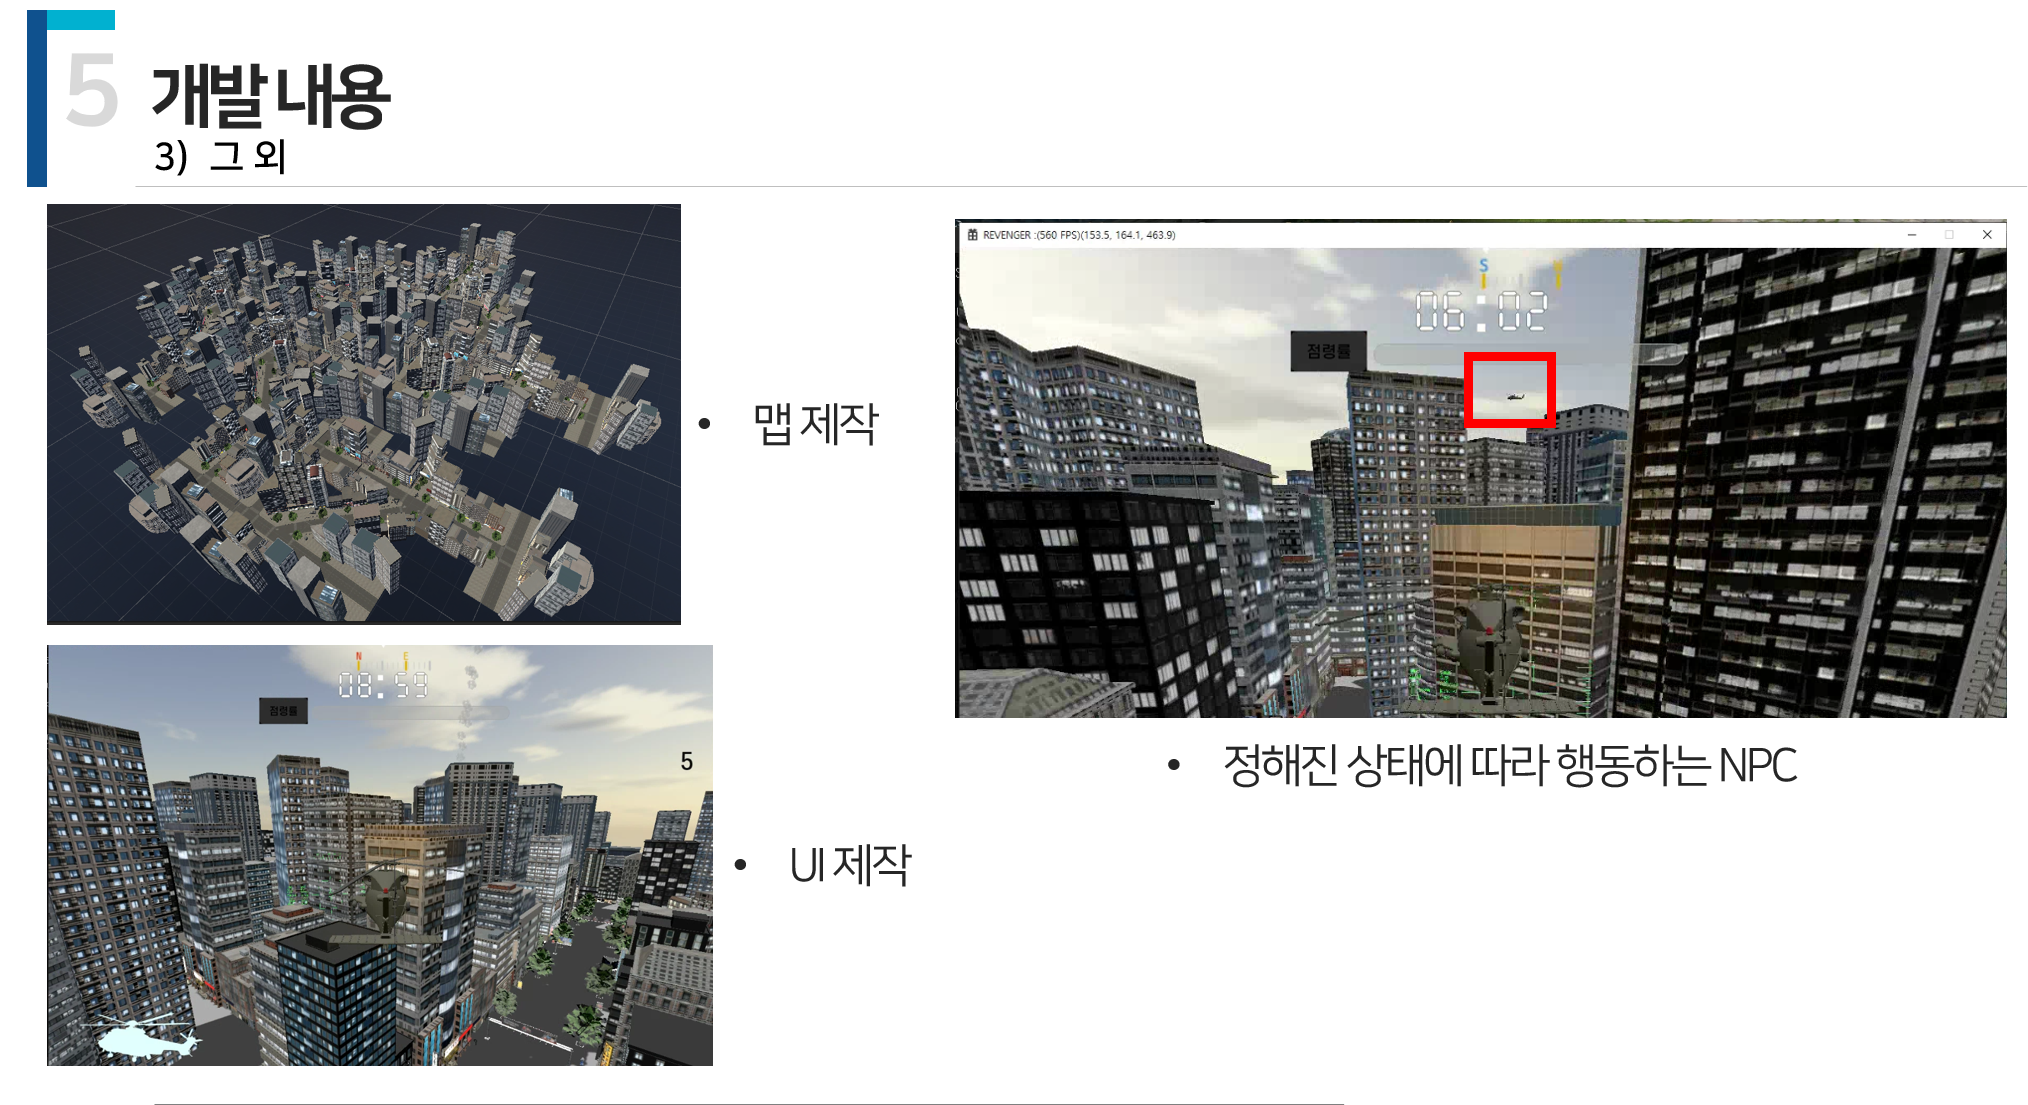 5
개발 내용
3) 그 외
• 맵 제작
REVENGER :(560 FPS)(153.5, 164.1, 463.9)
S
06:02
점령률
• 정해진 상태에 따라 행동하는 NPC
N E
08:59
점령률
5
• UI 제작